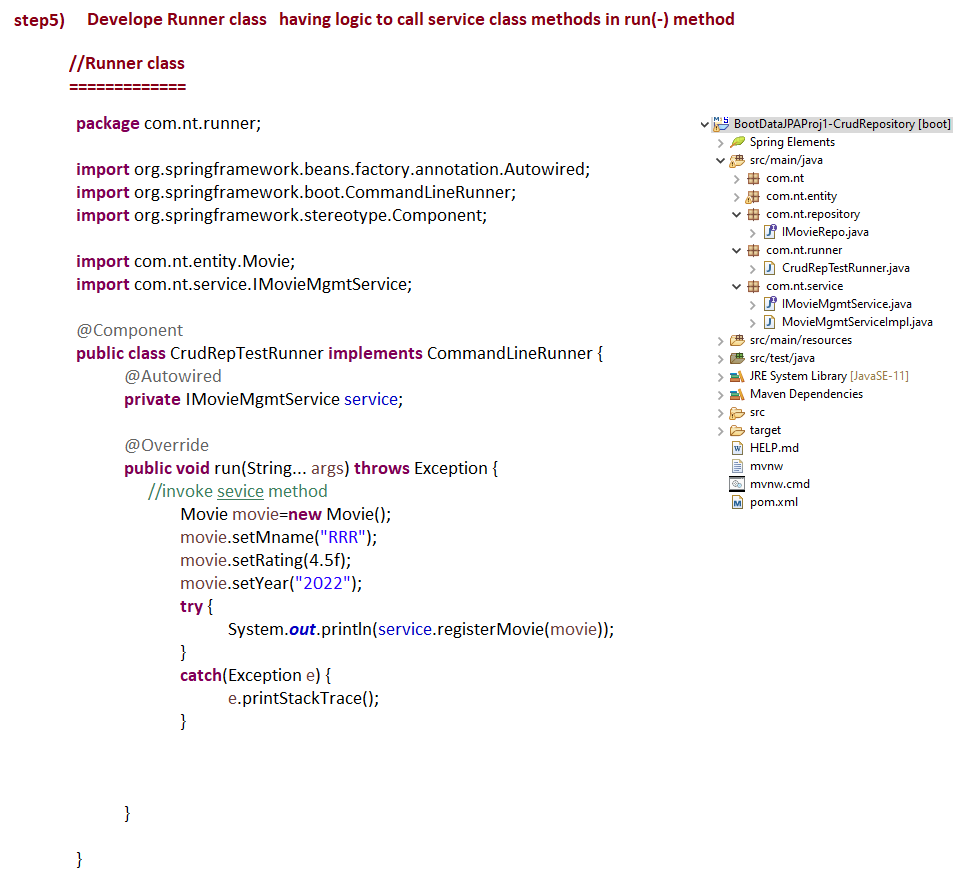 step5) Develope Runner class having logic to call service class methods in run(-) method
//Runner class
=============
package com.nt.runner;
import org.springframework.beans.factory.annotation.Autowired;
import org.springframework.boot.CommandLineRunner;
import org.springframework.stereotype.Component;
import com.nt.entity.Movie;
import com.nt.service.IMovieMgmtService;
@Component
public class CrudRepTestRunner implements CommandLineRunner {
@Autowired
private IMovieMgmtService service;
@Override
public void run(String... args) throws Exception {
//invoke sevice method
Movie movie=new Movie();
movie.setMname("RRR");
movie.setRating(4.5f);
movie.setYear("2022");
try {
System.out.println(service.registerMovie(movie));
}
catch(Exception e) {
e.printStackTrace();
}
}
}
BootDataJPAProj1-CrudRepository [boot]
Spring Elements
src/main/java
com.nt
com.nt.entity
com.nt.repository
IMovieRepo.java
com.nt.runner
CrudRepTestRunner.java
com.nt.service
IMovieMgmtService.java
MovieMgmtServiceImpl.java
src/main/resources
src/test/java
JRE System Library [JavaSE-11]
Maven Dependencies
src
target
HELP.md
mvnw
mvnw.cmd
pom.xml